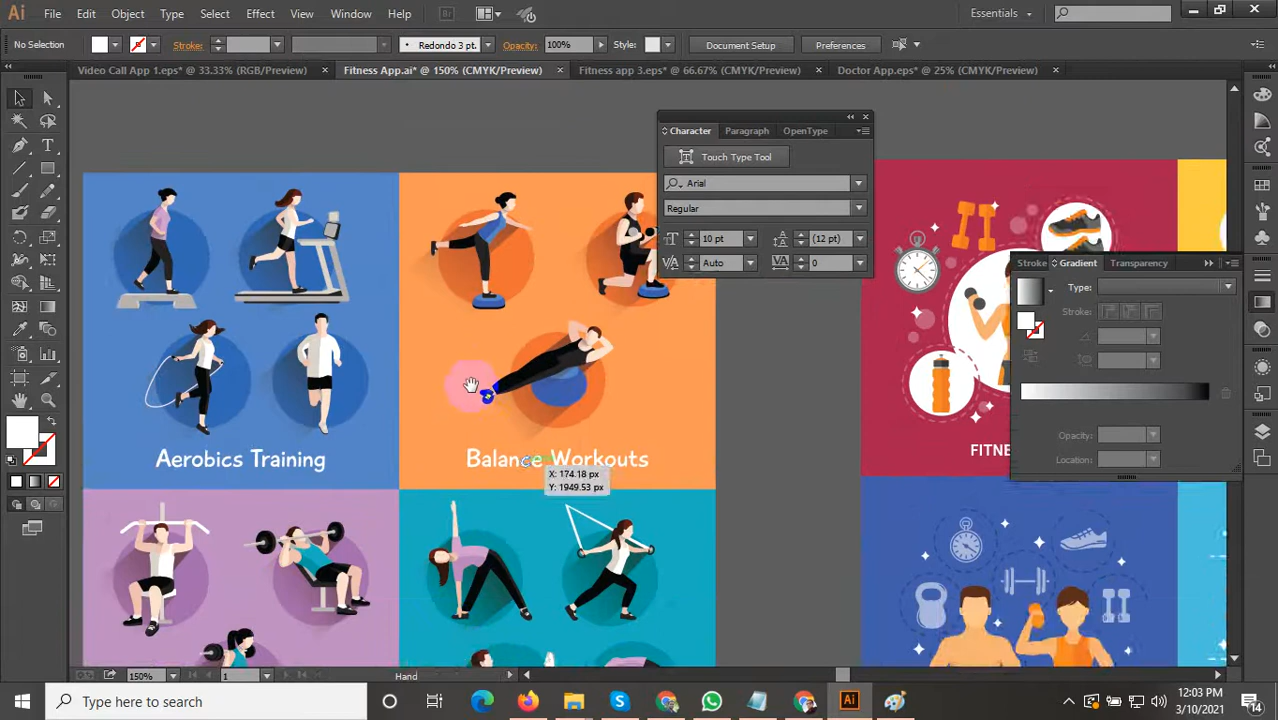 Ai File Edit Object Type Select Effect View Window Help Br Essentials
No Selection Stroke: Redondo 3 pt. Opacity: 100% Style: Document Setup Preferences
Video Call App 1.eps* @ 33.33% (RGB/Preview) × Fitness App.ai* @ 150% (CMYK/Preview) × Fitness app 3.eps* @ 66.67% (CMYK/Preview) × Doctor App.eps* @ 25% (CMYK/Preview) ×
Character Paragraph OpenType
Touch Type Tool
Arial
Regular
10 pt (12 pt)
Auto 0
Stroke Gradient Transparency
Type:
Stroke:
Opacity:
Location:
Aerobics Training
Balance Workouts
X: 174.18 px
Y: 1949.53 px
FITNE
150% 1 Hand
Type here to search
Ai
12:03 PM
3/10/2021
14